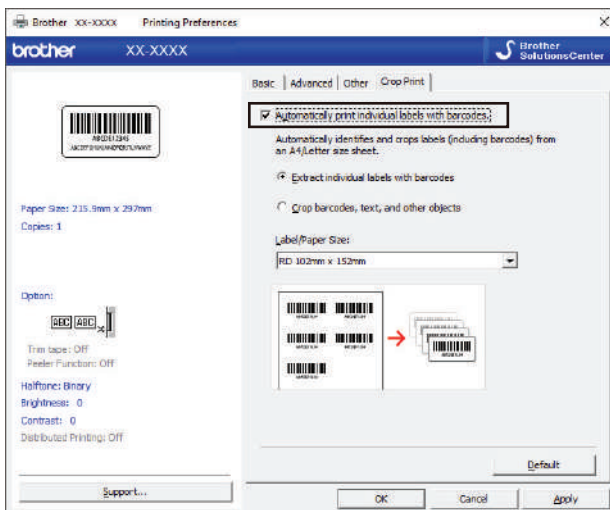 Brother XX-XXXX Printing Preferences
brother XX-XXXX Brother SolutionsCenter
Basic Advanced Other Crop Print
Automatically print individual labels with barcodes.
Automatically identifies and crops labels (including barcodes) from
an A4/Letter size sheet.
Extract individual labels with barcodes
Crop barcodes, text, and other objects
Label/Paper Size:
RD 102mm x 152mm
Default
OK Cancel Apply
ABCDE12345
Paper Size: 215.9mm x 297mm
Copies: 1
Option:
ABC ABC
Trim tape: Off
Peeler Function: Off
Halftone: Binary
Brightness: 0
Contrast: 0
Distributed Printing: Off
Support...